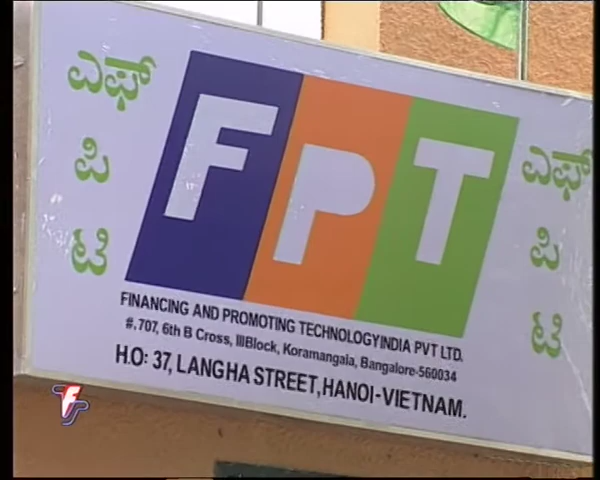 ಎಫ್
ಪಿ
ಟಿ
FPT
ಎಫ್
ಪಿ
ಟಿ
FINANCING AND PROMOTING TECHNOLOGYINDIA PVT LTD.
#,707, 6th B Cross, IIIBlock, Koramangala, Bangalore-560034
H.O: 37, LANGHA STREET, HANOI-VIETNAM.